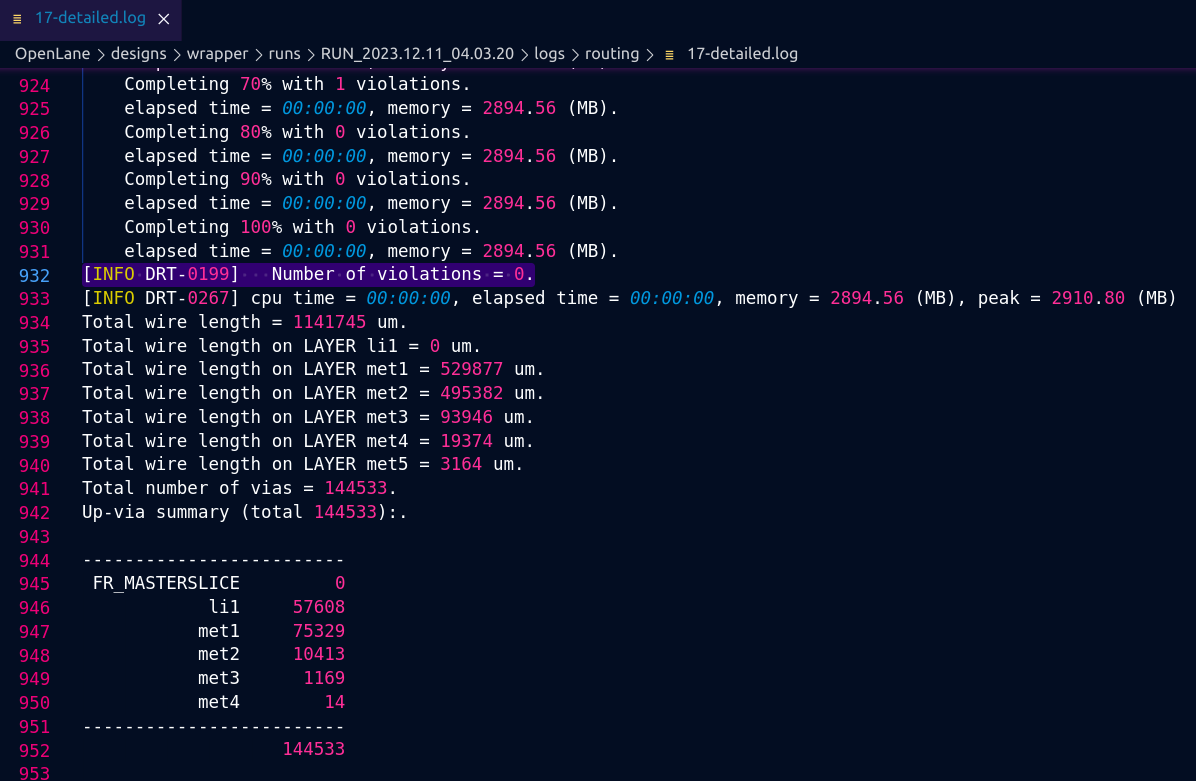 17-detailed.log
OpenLane > designs > wrapper > runs > RUN_2023.12.11_04.03.20 > logs > routing > 17-detailed.log
924 Completing 70% with 1 violations.
925 elapsed time = 00:00:00, memory = 2894.56 (MB).
926 Completing 80% with 0 violations.
927 elapsed time = 00:00:00, memory = 2894.56 (MB).
928 Completing 90% with 0 violations.
929 elapsed time = 00:00:00, memory = 2894.56 (MB).
930 Completing 100% with 0 violations.
931 elapsed time = 00:00:00, memory = 2894.56 (MB).
932 [INFO DRT-0199]   Number of violations = 0.
933 [INFO DRT-0267] cpu time = 00:00:00, elapsed time = 00:00:00, memory = 2894.56 (MB), peak = 2910.80 (MB)
934 Total wire length = 1141745 um.
935 Total wire length on LAYER li1 = 0 um.
936 Total wire length on LAYER met1 = 529877 um.
937 Total wire length on LAYER met2 = 495382 um.
938 Total wire length on LAYER met3 = 93946 um.
939 Total wire length on LAYER met4 = 19374 um.
940 Total wire length on LAYER met5 = 3164 um.
941 Total number of vias = 144533.
942 Up-via summary (total 144533):.
943
944 -------------------------
945 FR_MASTERSLICE 0
946 li1 57608
947 met1 75329
948 met2 10413
949 met3 1169
950 met4 14
951 -------------------------
952 144533
953